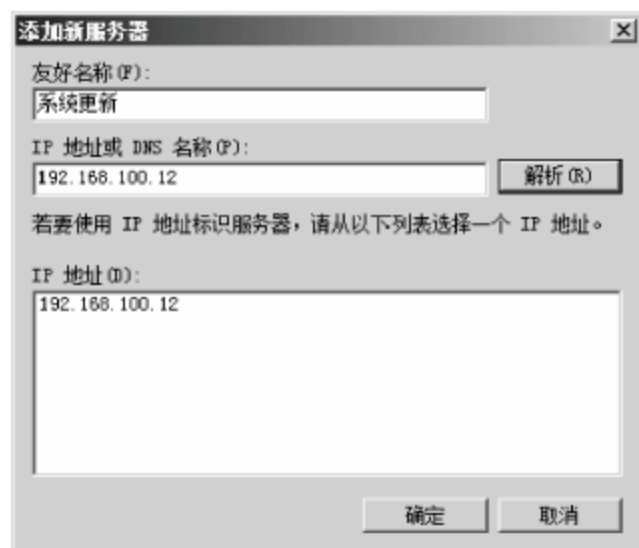 添加新服务器
友好名称(F):
系统更新
IP 地址或 DNS 名称(P):
192.168.100.12
解析(R)
若要使用 IP 地址标识服务器，请从以下列表选择一个 IP 地址。
IP 地址(D):
192.168.100.12
确定
取消